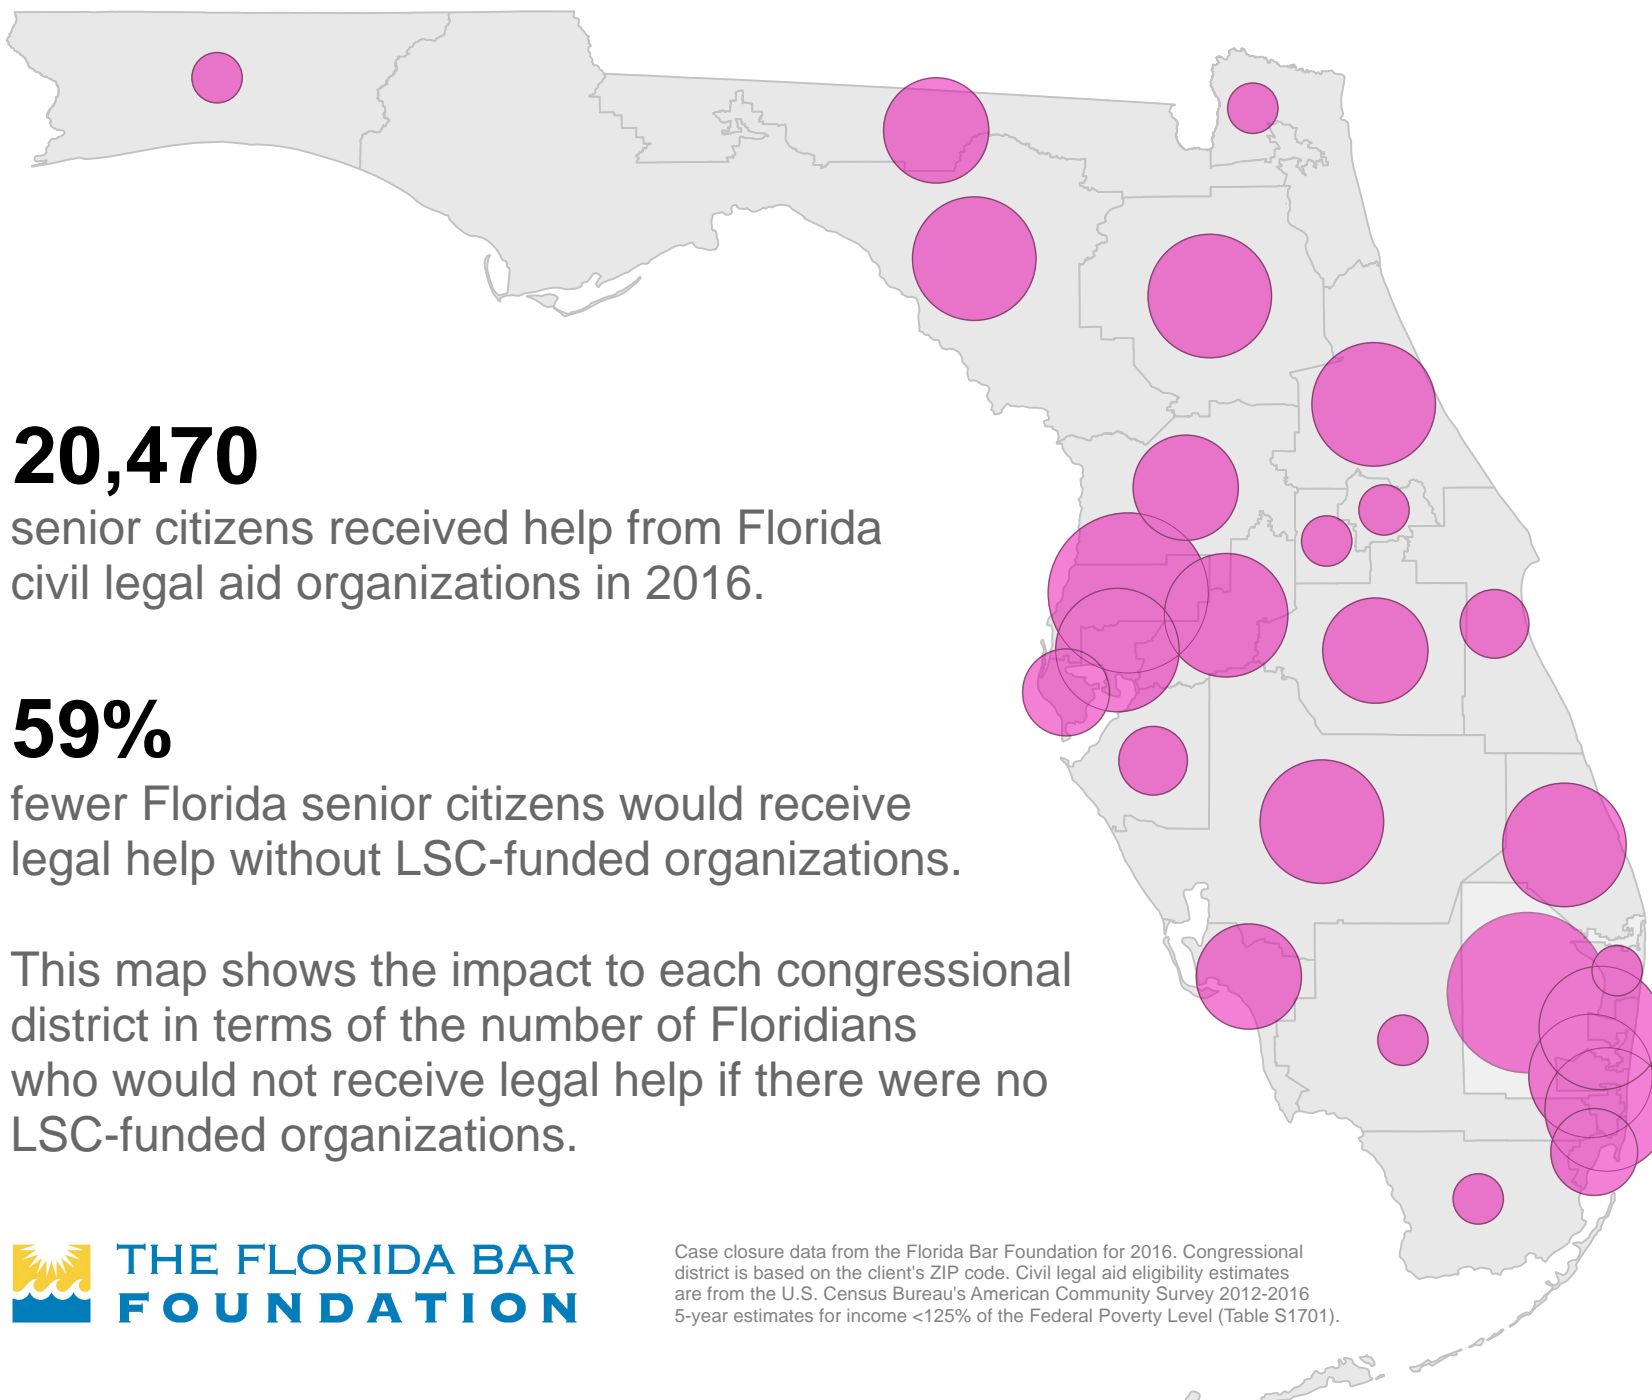 20,470
senior citizens received help from Florida
civil legal aid organizations in 2016.
59%
fewer Florida senior citizens would receive
legal help without LSC-funded organizations.
This map shows the impact to each congressional
district in terms of the number of Floridians
who would not receive legal help if there were no
LSC-funded organizations.
THE FLORIDA BAR
FOUNDATION
Case closure data from the Florida Bar Foundation for 2016. Congressional
district is based on the client's ZIP code. Civil legal aid eligibility estimates
are from the U.S. Census Bureau's American Community Survey 2012-2016
5-year estimates for income <125% of the Federal Poverty Level (Table S1701).